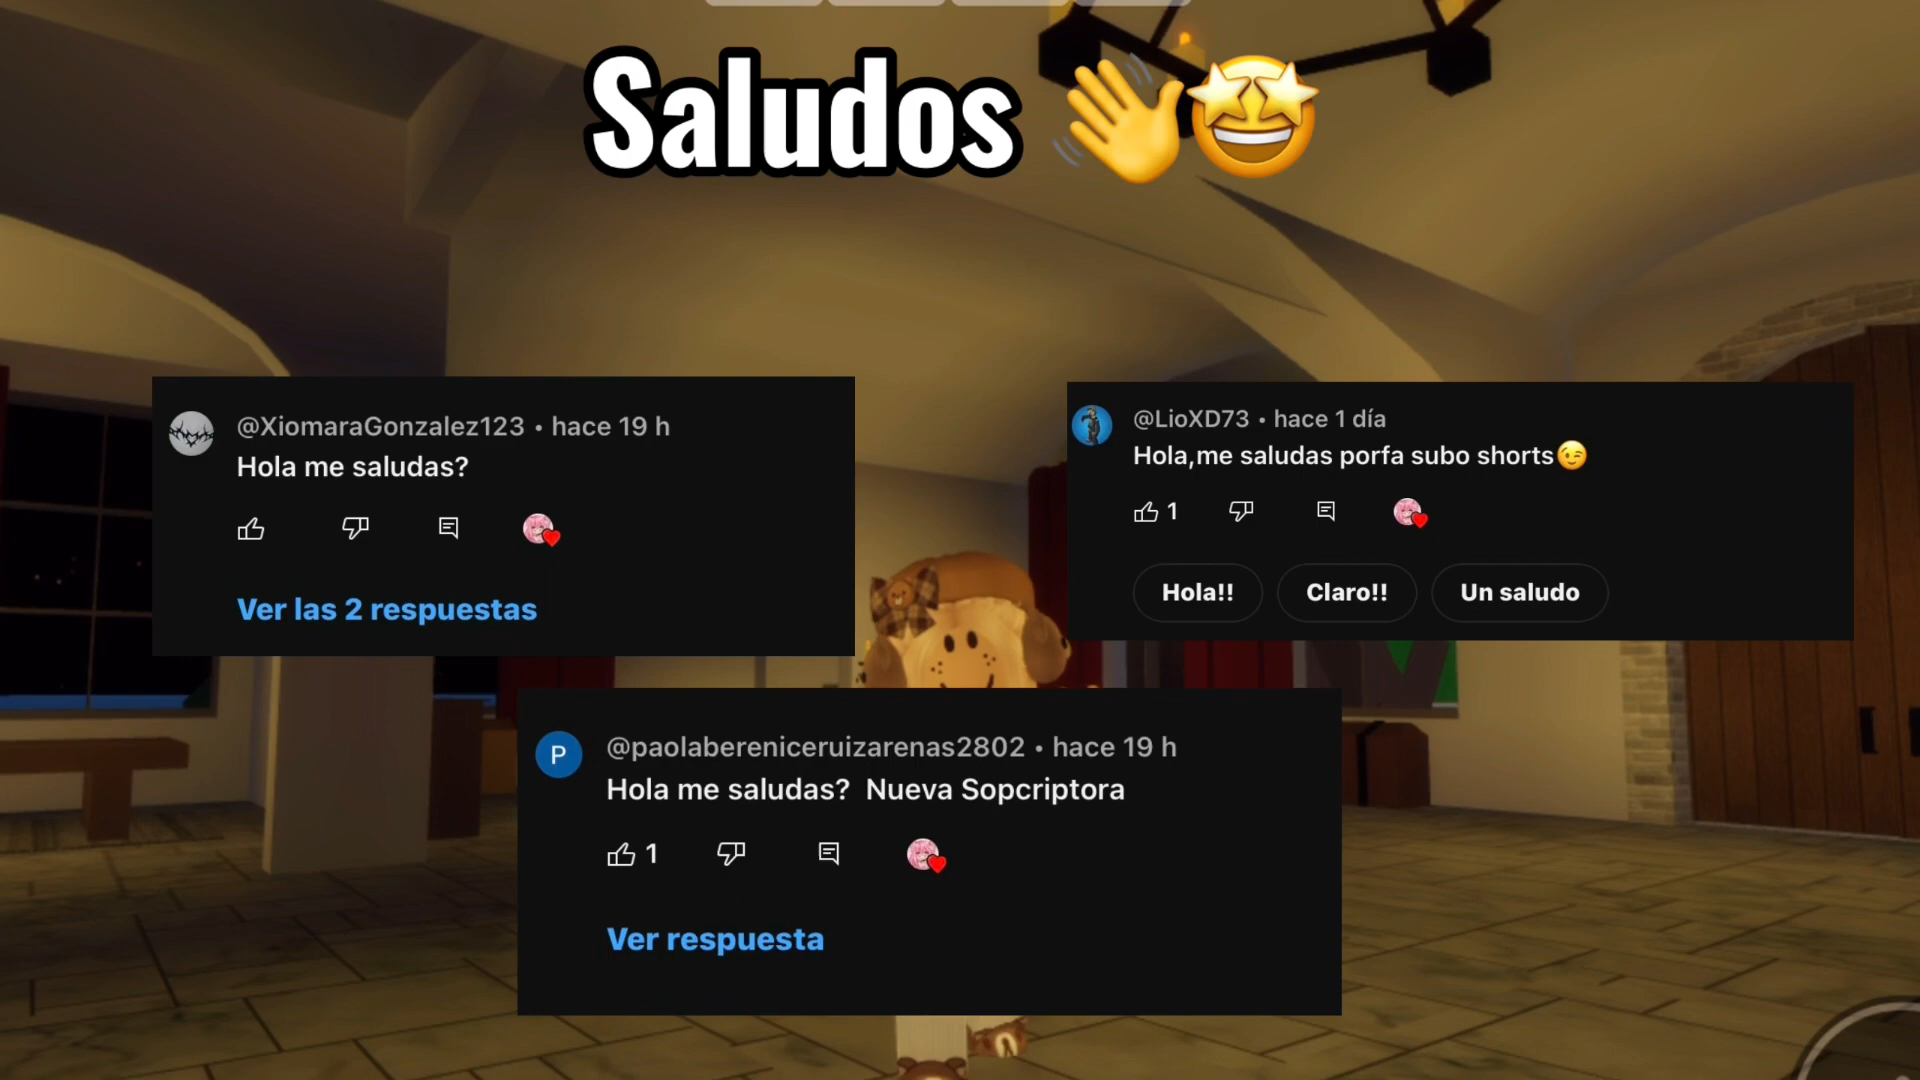 Saludos 👋🤩
@XiomaraGonzalez123 • hace 19 h
Hola me saludas?
Ver las 2 respuestas
@LioXD73 • hace 1 día
Hola,me saludas porfa subo shorts😉
1
Hola!! Claro!! Un saludo
P
@paolabereniceruizarenas2802 • hace 19 h
Hola me saludas? Nueva Sopcriptora
1
Ver respuesta